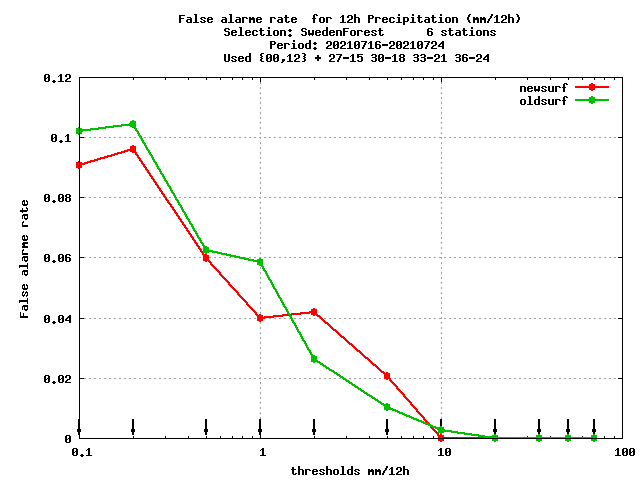 False alarme rate  for 12h Precipitation (mm/12h)
Selection: SwedenForest      6 stations
Period: 20210716-20210724
Used {00,12} + 27-15 30-18 33-21 36-24
newsurf
oldsurf
0.12
0.1
0.08
0.06
0.04
0.02
0
False alarme rate
0.1 1 10 100
thresholds mm/12h